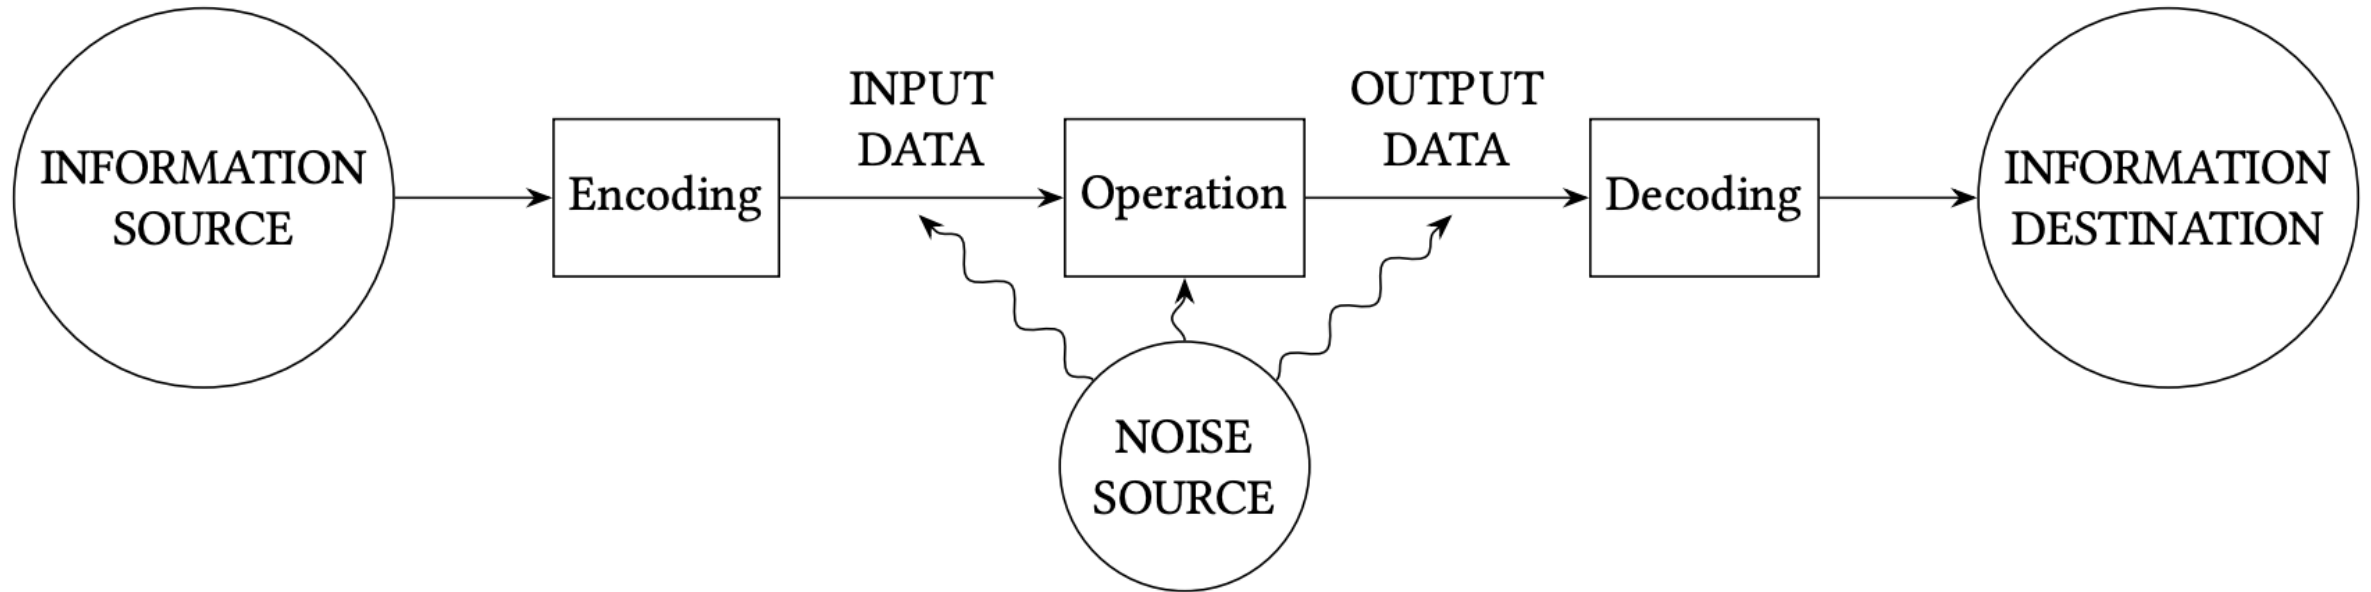 INFORMATION
SOURCE
Encoding
INPUT
DATA
Operation
OUTPUT
DATA
Decoding
INFORMATION
DESTINATION
NOISE
SOURCE